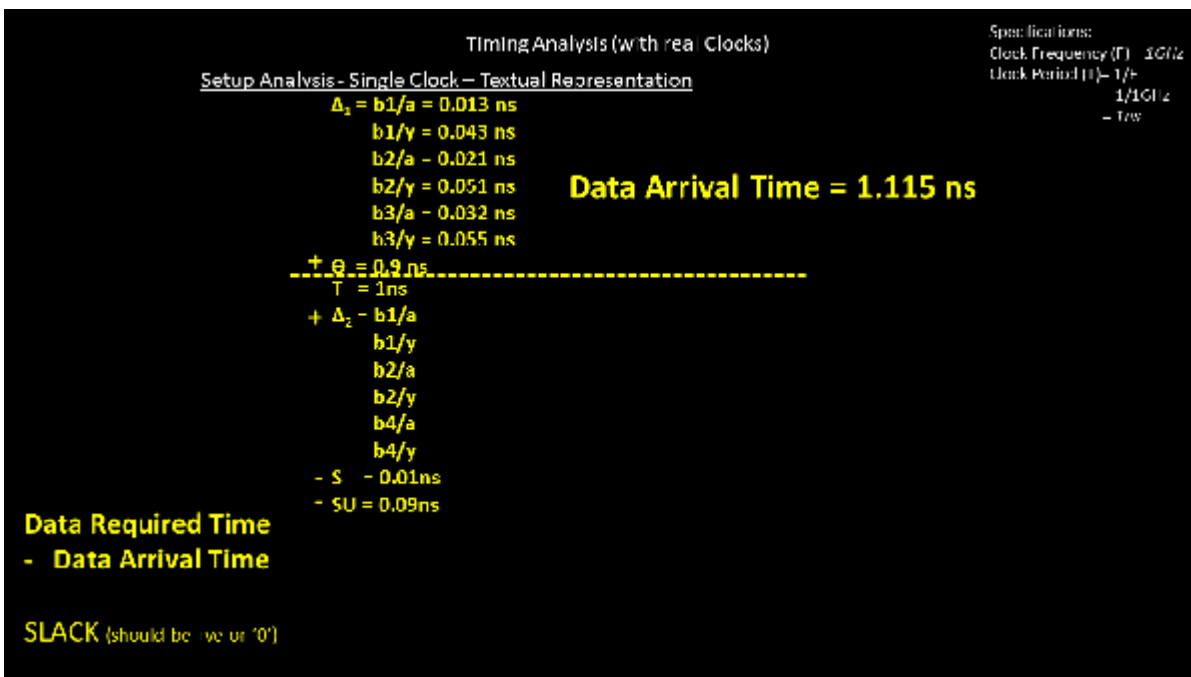 Timing Analysis (with real Clocks)
Specifications:
Clock Frequency (F) 1GHz
Clock Period (T)= 1/F
1/1GHz
= 1ns
Setup Analysis - Single Clock – Textual Representation
Δ₁ = b1/a = 0.013 ns
b1/y = 0.043 ns
b2/a = 0.021 ns
b2/y = 0.051 ns
b3/a = 0.032 ns
b3/y = 0.055 ns
+ Θ = 0.9 ns
Data Arrival Time = 1.115 ns
T = 1ns
+ Δ₂ = b1/a
b1/y
b2/a
b2/y
b4/a
b4/y
- S = 0.01ns
- SU = 0.09ns
Data Required Time
- Data Arrival Time
SLACK (should be +ve or '0')